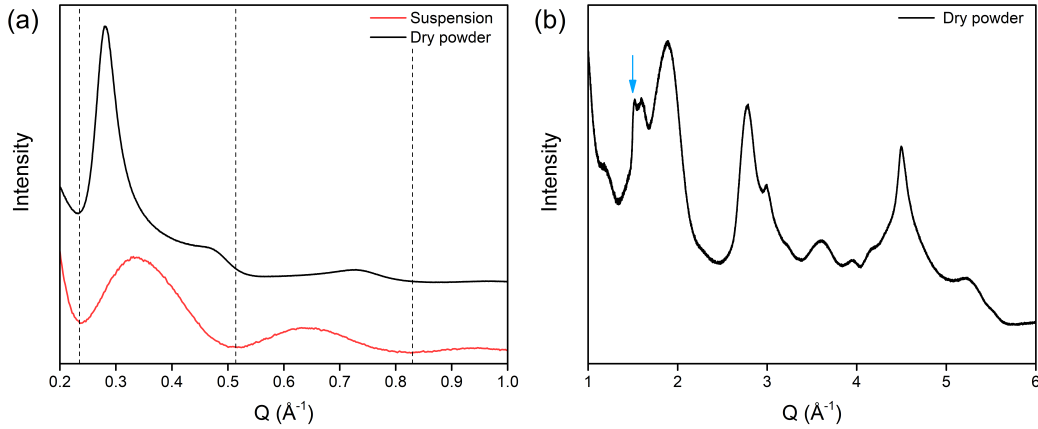 (a)
Suspension
Dry powder
Intensity
0.2 0.3 0.4 0.5 0.6 0.7 0.8 0.9 1.0
Q (Å⁻¹)
(b)
Dry powder
Intensity
1 2 3 4 5 6
Q (Å⁻¹)